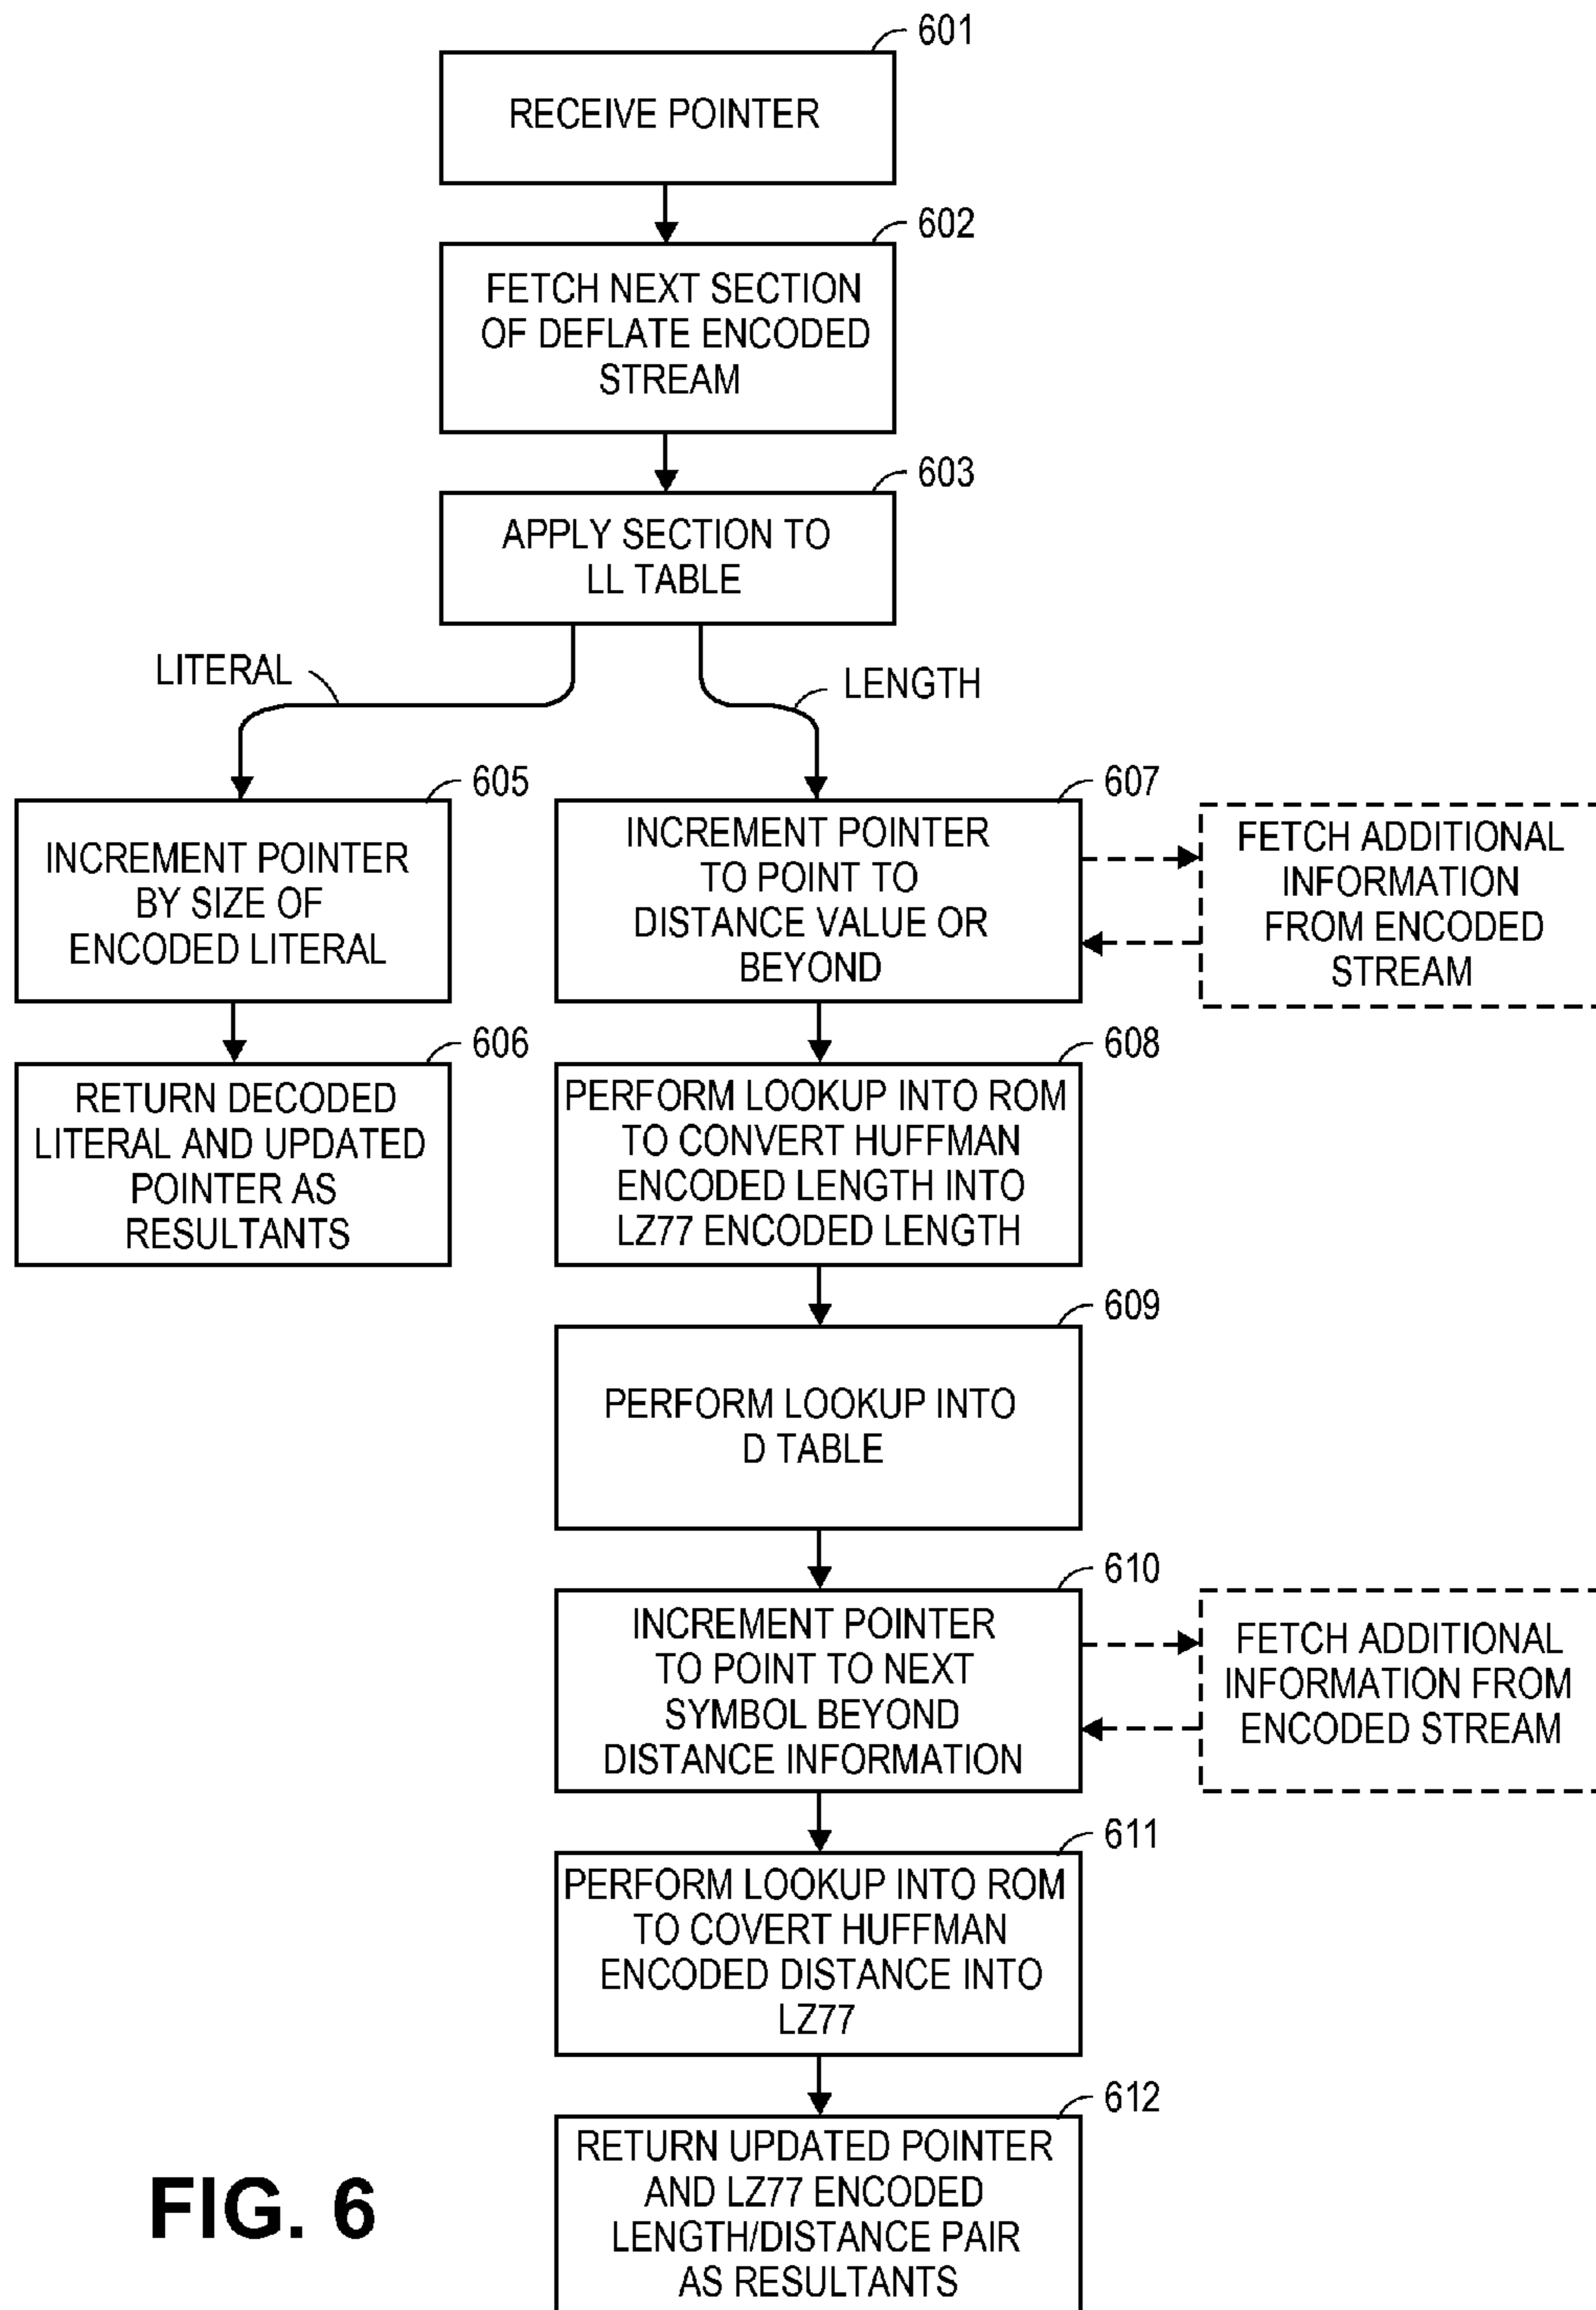 601
RECEIVE POINTER
602
FETCH NEXT SECTION
OF DEFLATE ENCODED
STREAM
603
APPLY SECTION TO
LL TABLE
LITERAL
LENGTH
605
INCREMENT POINTER
BY SIZE OF
ENCODED LITERAL
606
RETURN DECODED
LITERAL AND UPDATED
POINTER AS
RESULTANTS
607
INCREMENT POINTER
TO POINT TO
DISTANCE VALUE OR
BEYOND
FETCH ADDITIONAL
INFORMATION
FROM ENCODED
STREAM
608
PERFORM LOOKUP INTO ROM
TO CONVERT HUFFMAN
ENCODED LENGTH INTO
LZ77 ENCODED LENGTH
609
PERFORM LOOKUP INTO
D TABLE
610
INCREMENT POINTER
TO POINT TO NEXT
SYMBOL BEYOND
DISTANCE INFORMATION
FETCH ADDITIONAL
INFORMATION FROM
ENCODED STREAM
611
PERFORM LOOKUP INTO ROM
TO COVERT HUFFMAN
ENCODED DISTANCE INTO
LZ77
612
RETURN UPDATED POINTER
AND LZ77 ENCODED
LENGTH/DISTANCE PAIR
AS RESULTANTS
FIG. 6